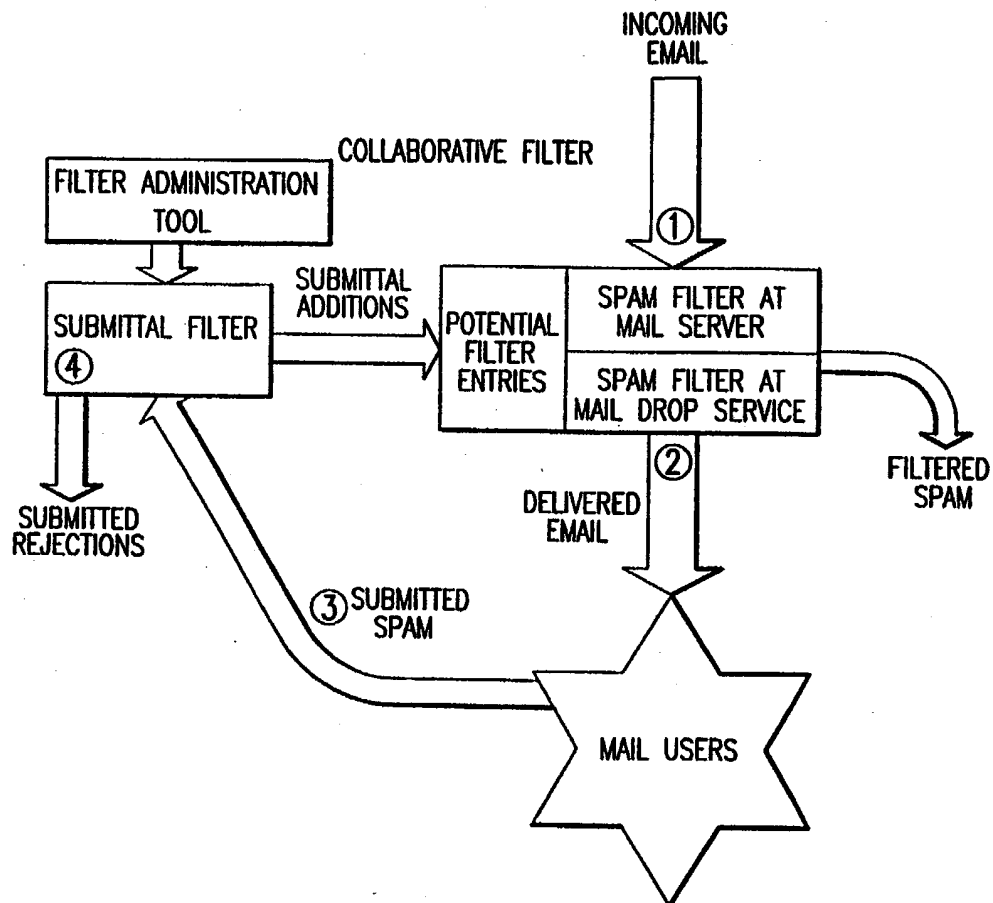 INCOMING
EMAIL
COLLABORATIVE FILTER
FILTER ADMINISTRATION
TOOL
1
SUBMITTAL
ADDITIONS
SUBMITTAL FILTER
4
POTENTIAL
FILTER
ENTRIES
SPAM FILTER AT
MAIL SERVER
SPAM FILTER AT
MAIL DROP SERVICE
2
FILTERED
SPAM
DELIVERED
EMAIL
SUBMITTED
REJECTIONS
3 SUBMITTED
SPAM
MAIL USERS